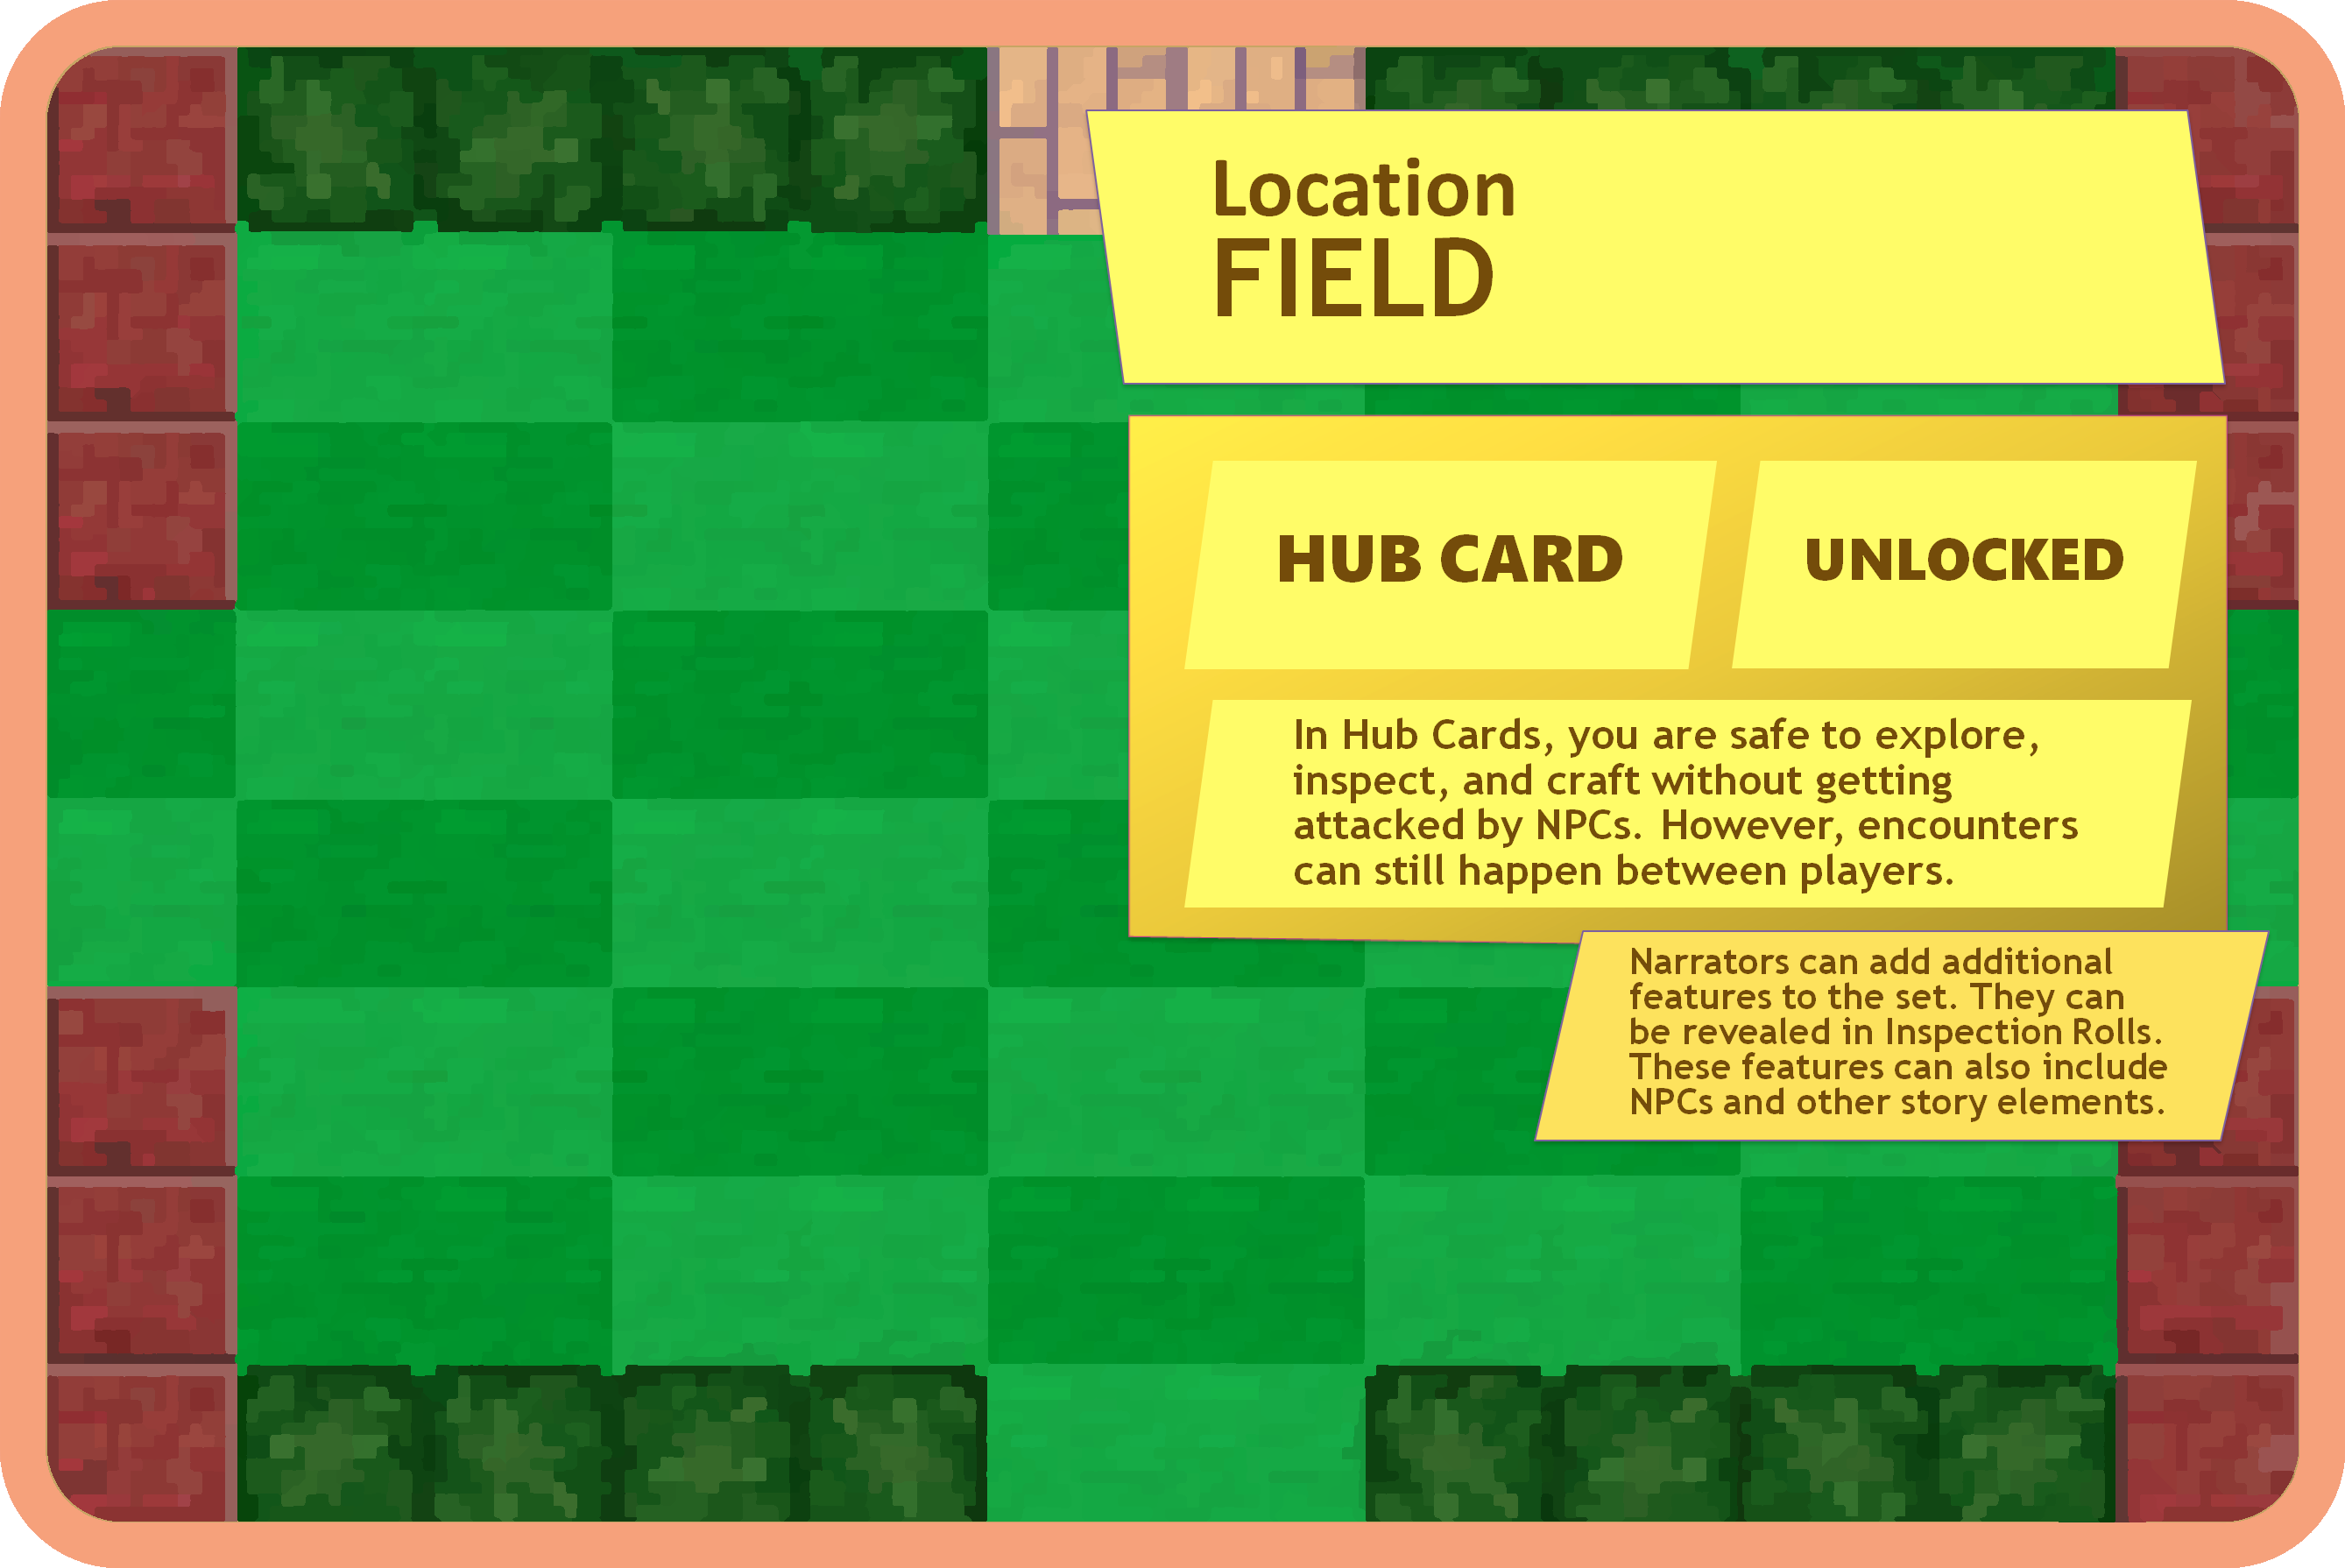 Location
FIELD
HUB CARD
UNLOCKED
In Hub Cards, you are safe to explore,
inspect, and craft without getting
attacked by NPCs. However, encounters
can still happen between players.
Narrators can add additional
features to the set. They can
be revealed in Inspection Rolls.
These features can also include
NPCs and other story elements.